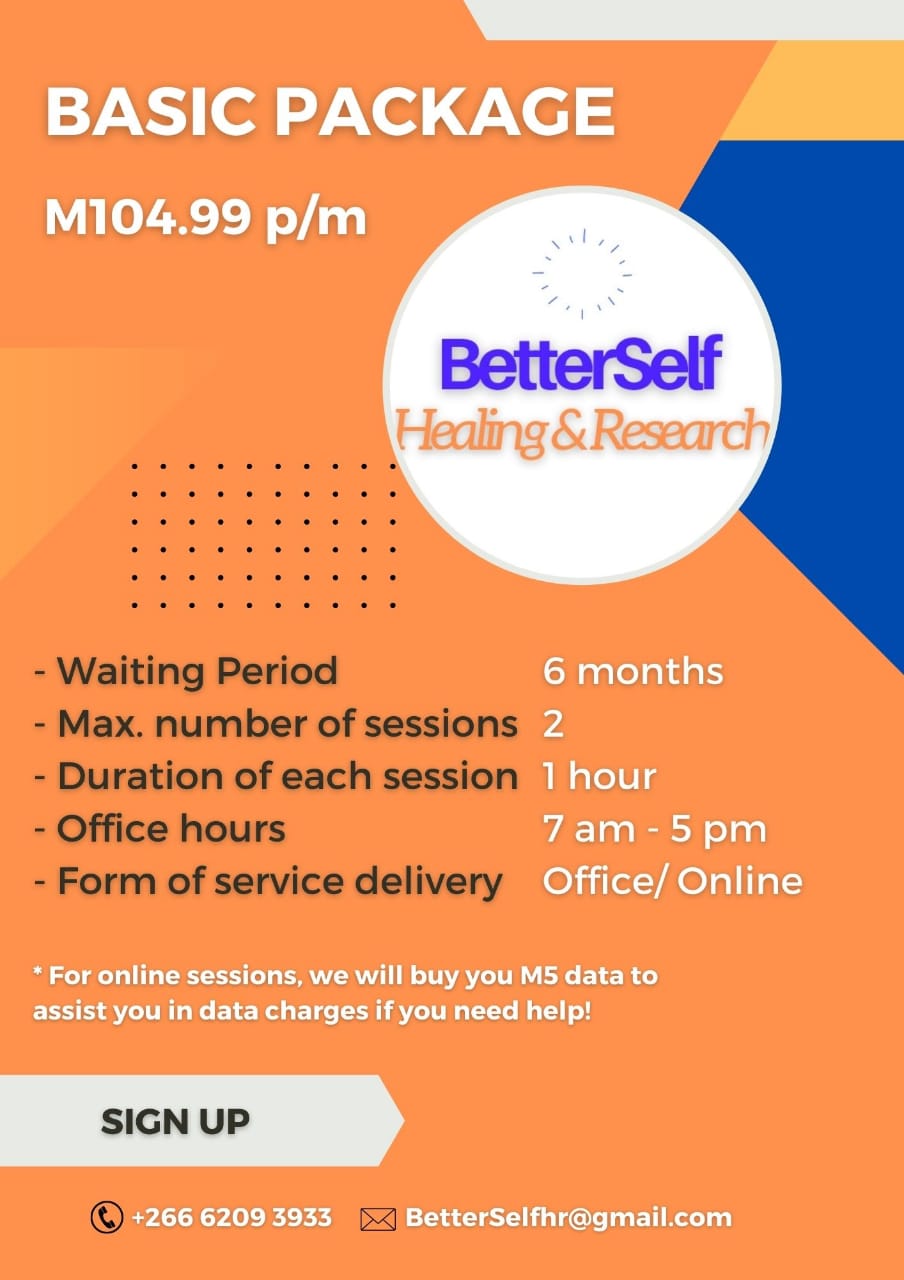 BASIC PACKAGE
M104.99 p/m
BetterSelf
Healing & Research
- Waiting Period 6 months
- Max. number of sessions 2
- Duration of each session 1 hour
- Office hours 7 am - 5 pm
- Form of service delivery Office/ Online
* For online sessions, we will buy you M5 data to
assist you in data charges if you need help!
SIGN UP
+266 6209 3933 BetterSelfhr@gmail.com